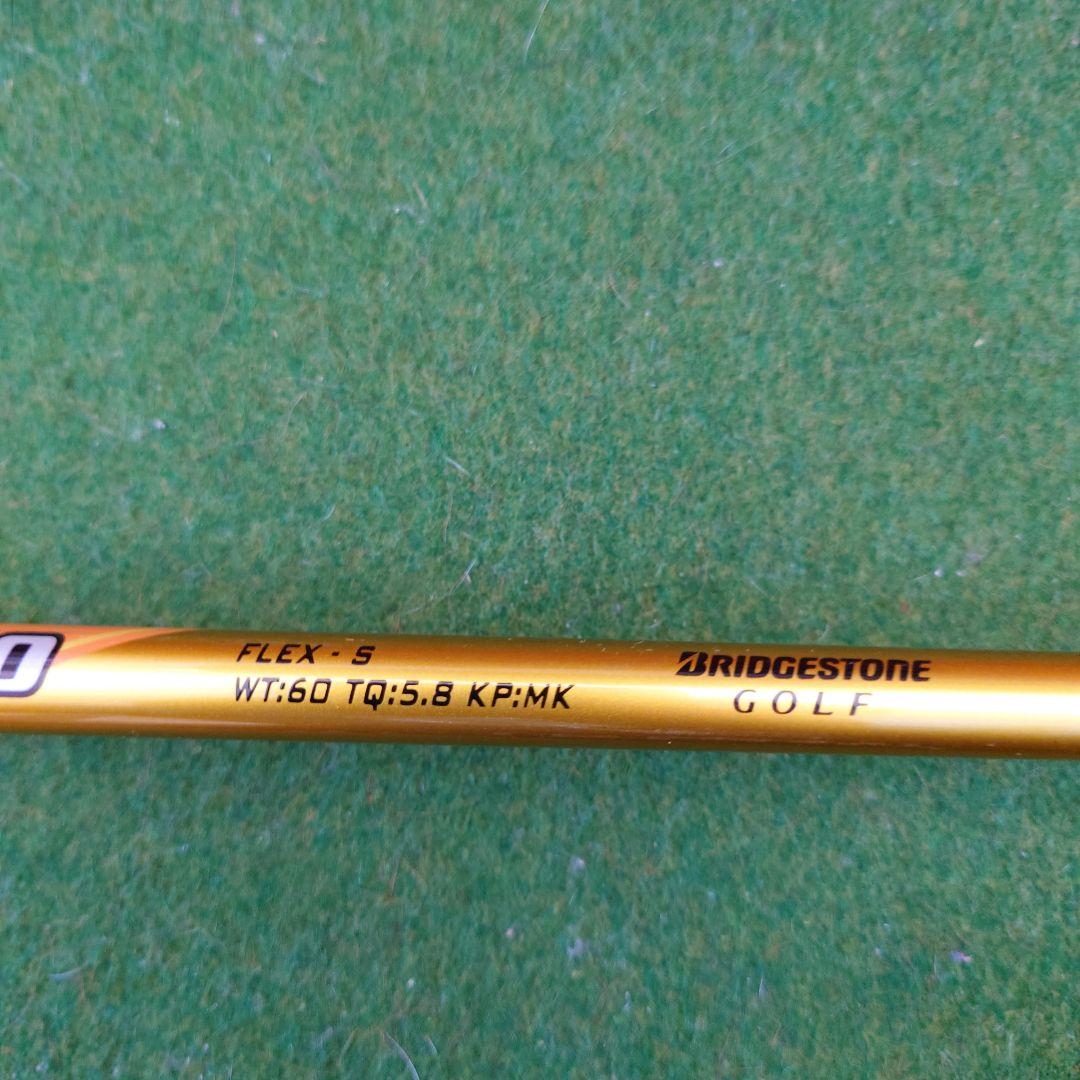 FLEX - S
WT:60 TQ:5.8 KP:MK
BRIDGESTONE
GOLF